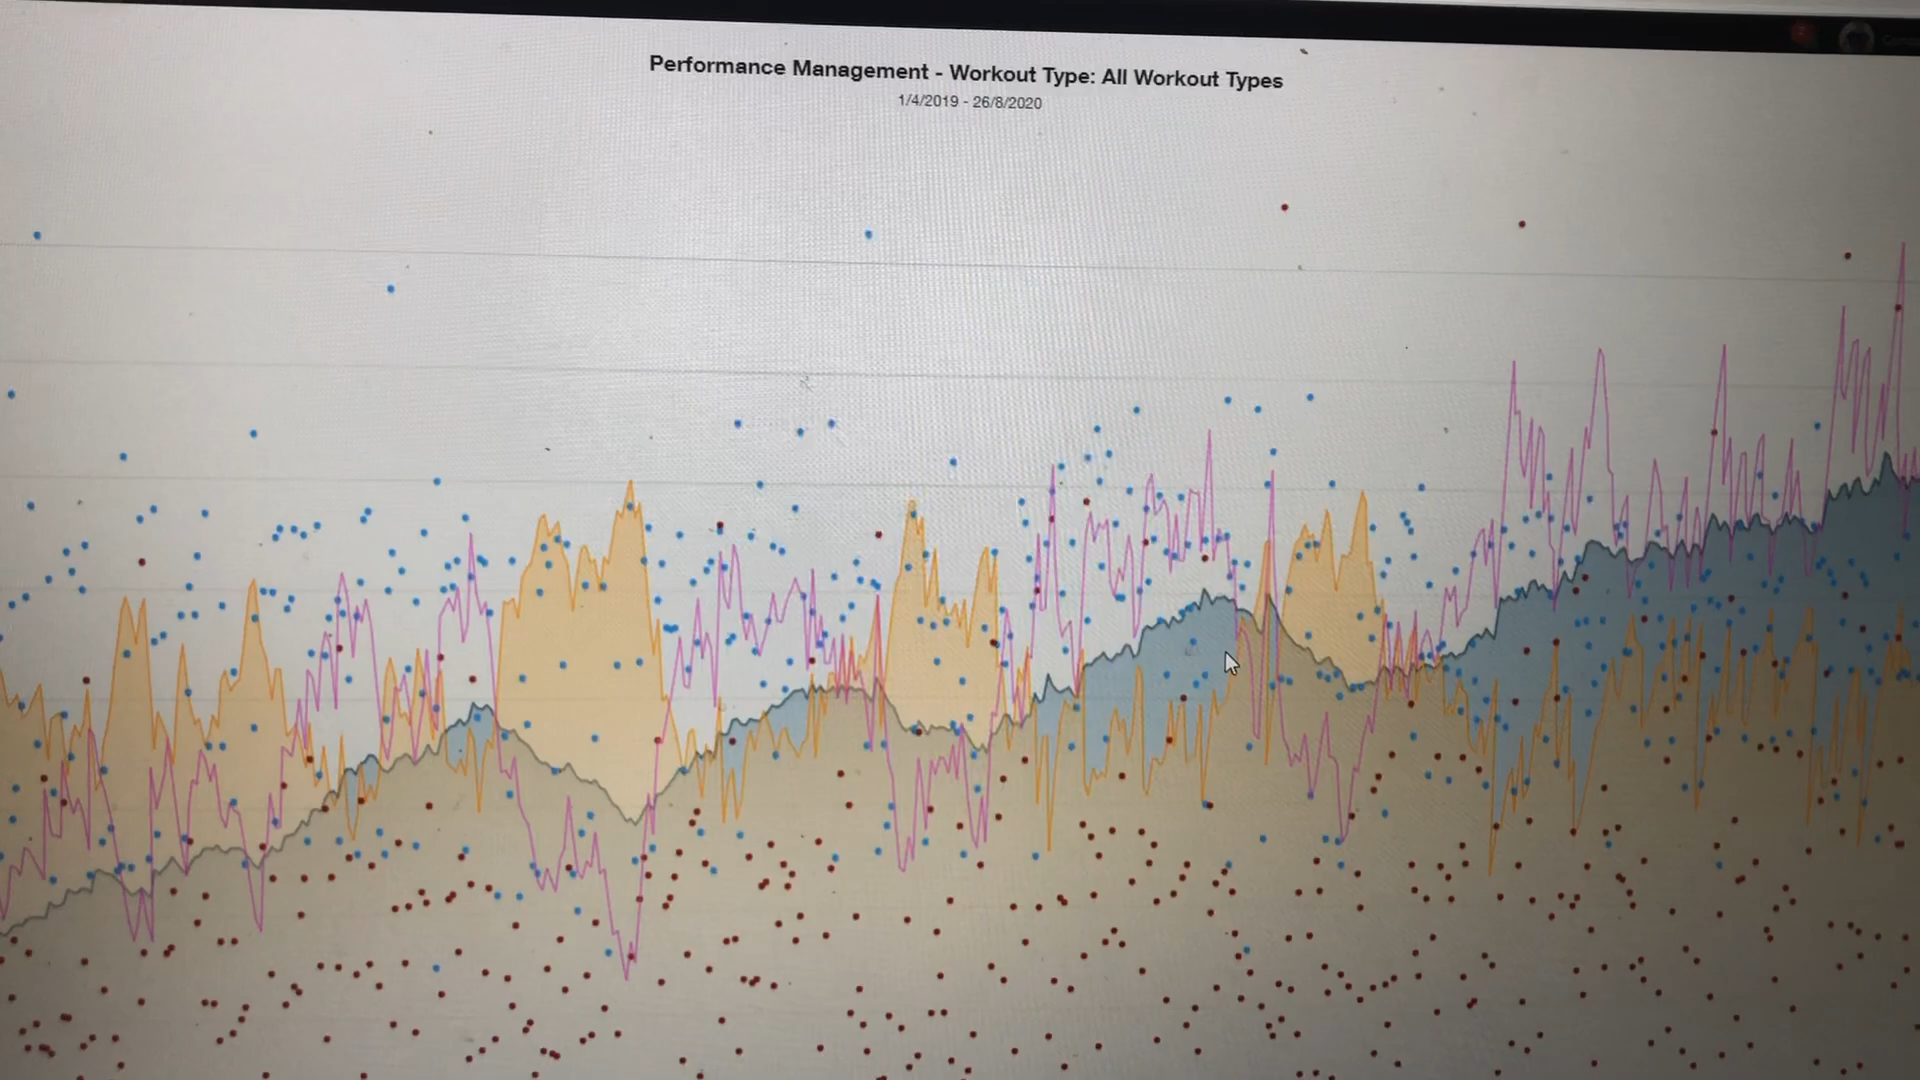 Performance Management - Workout Type: All Workout Types
1/4/2019 - 26/8/2020